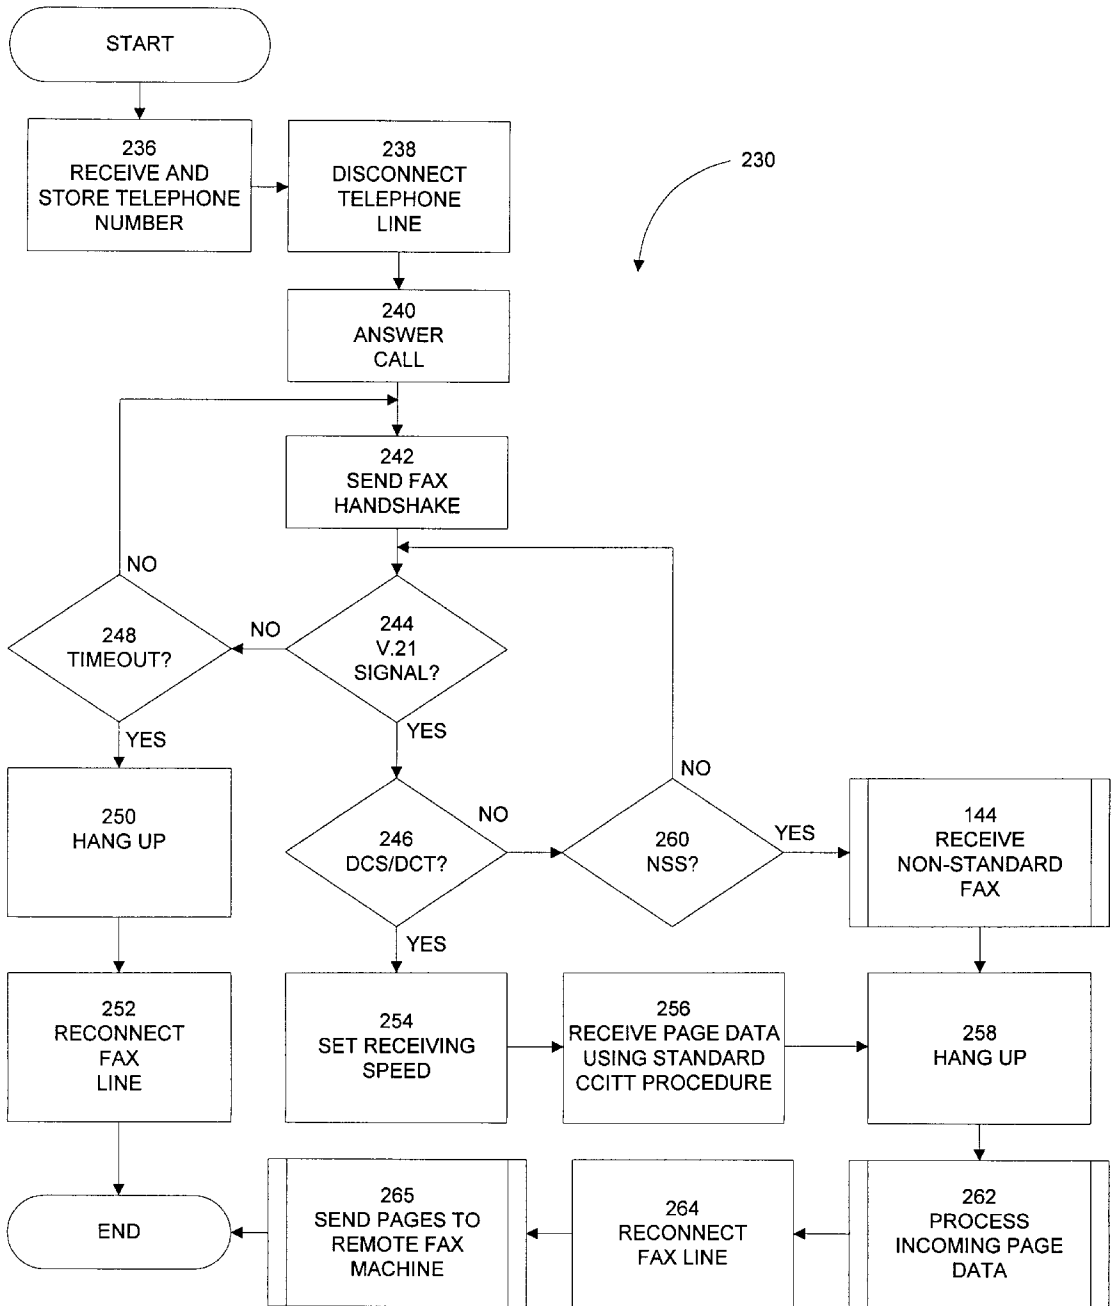 START
236
RECEIVE AND
STORE TELEPHONE
NUMBER
238
DISCONNECT
TELEPHONE
LINE
230
240
ANSWER
CALL
242
SEND FAX
HANDSHAKE
NO
248
TIMEOUT?
NO
244
V.21
SIGNAL?
YES
YES
250
HANG UP
246
DCS/DCT?
NO
NO
260
NSS?
YES
144
RECEIVE
NON-STANDARD
FAX
YES
252
RECONNECT
FAX
LINE
254
SET RECEIVING
SPEED
256
RECEIVE PAGE DATA
USING STANDARD
CCITT PROCEDURE
258
HANG UP
END
265
SEND PAGES TO
REMOTE FAX
MACHINE
264
RECONNECT
FAX LINE
262
PROCESS
INCOMING PAGE
DATA